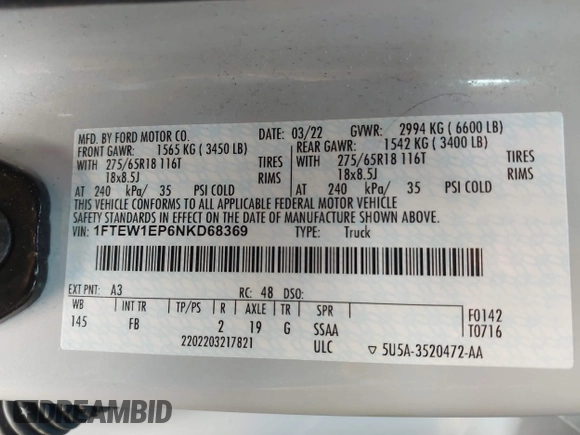 MFD. BY FORD MOTOR CO. DATE: 03/22 GVWR: 2994 KG ( 6600 LB)
FRONT GAWR: 1565 KG ( 3450 LB) REAR GAWR: 1542 KG ( 3400 LB)
WITH 275/65R18 116T TIRES WITH 275/65R18 116T TIRES
18x8.5J RIMS 18x8.5J RIMS
AT 240 kPa/ 35 PSI COLD AT 240 kPa/ 35 PSI COLD
THIS VEHICLE CONFORMS TO ALL APPLICABLE FEDERAL MOTOR VEHICLE
SAFETY STANDARDS IN EFFECT ON THE DATE OF MANUFACTURE SHOWN ABOVE.
VIN: 1FTEW1EP6NKD68369 TYPE: Truck
EXT PNT: A3 RC: 48 DSO:
WB INT TR TP/PS R AXLE TR SPR F0142
145 FB 2 19 G SSAA T0716
2202203217821 ULC ▽ 5U5A-3520472-AA
DREAMBID